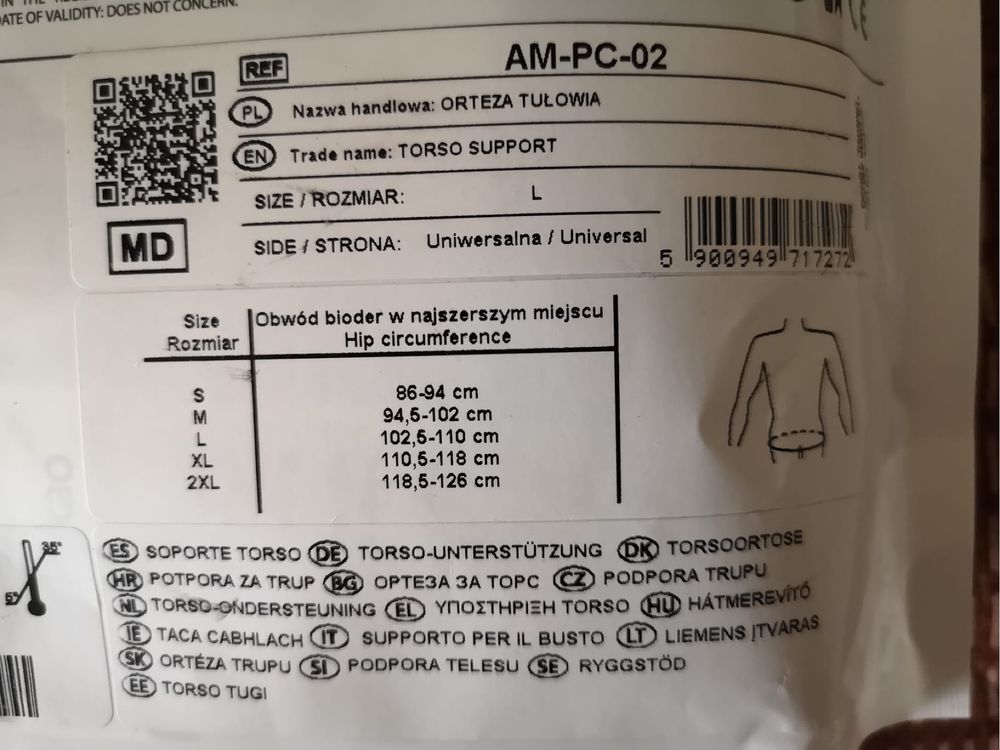 DATE OF VALIDITY: DOES NOT CONCERN.
REF AM-PC-02
PL Nazwa handlowa: ORTEZA TUŁOWIA
EN Trade name: TORSO SUPPORT
SIZE / ROZMIAR: L
MD SIDE / STRONA: Uniwersalna / Universal
5 900949 717272
Size Obwód bioder w najszerszym miejscu
Rozmiar Hip circumference
S 86-94 cm
M 94,5-102 cm
L 102,5-110 cm
XL 110,5-118 cm
2XL 118,5-126 cm
35°
5°
ES SOPORTE TORSO DE TORSO-UNTERSTÜTZUNG DK TORSOORTOSE
HR POTPORA ZA TRUP BG ОРТЕЗА ЗА ТОРС CZ PODPORA TRUPU
NL TORSO-ONDERSTEUNING EL ΥΠΟΣΤΗΡΙΞΗ TORSO HU HÁTMEREVÍTŐ
IE TACA CABHLACH IT SUPPORTO PER IL BUSTO LT LIEMENS ĮTVARAS
SK ORTÉZA TRUPU SI PODPORA TELESU SE RYGGSTÖD
EE TORSO TUGI